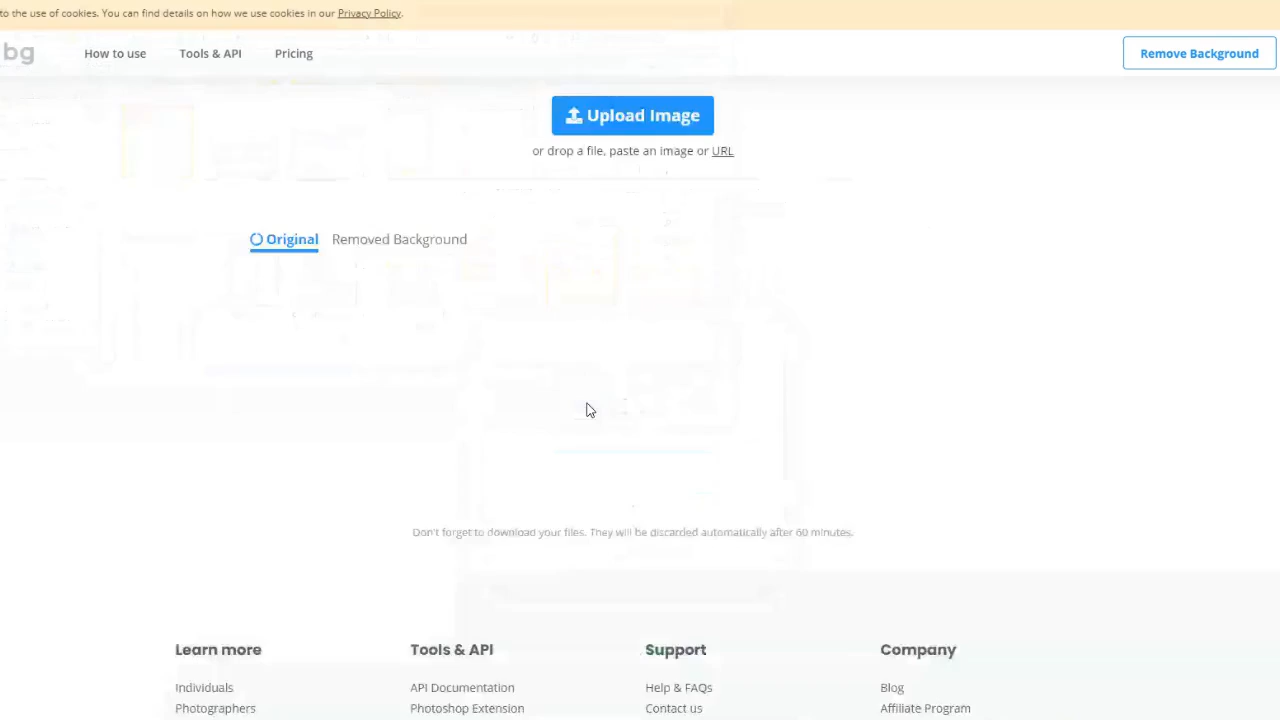 to the use of cookies. You can find details on how we use cookies in our Privacy Policy.
bg
How to use
Tools & API
Pricing
Remove Background
Upload Image
or drop a file, paste an image or URL
Original
Removed Background
Don't forget to download your files. They will be discarded automatically after 60 minutes.
Learn more
Tools & API
Support
Company
Individuals
API Documentation
Help & FAQs
Blog
Photographers
Photoshop Extension
Contact us
Affiliate Program